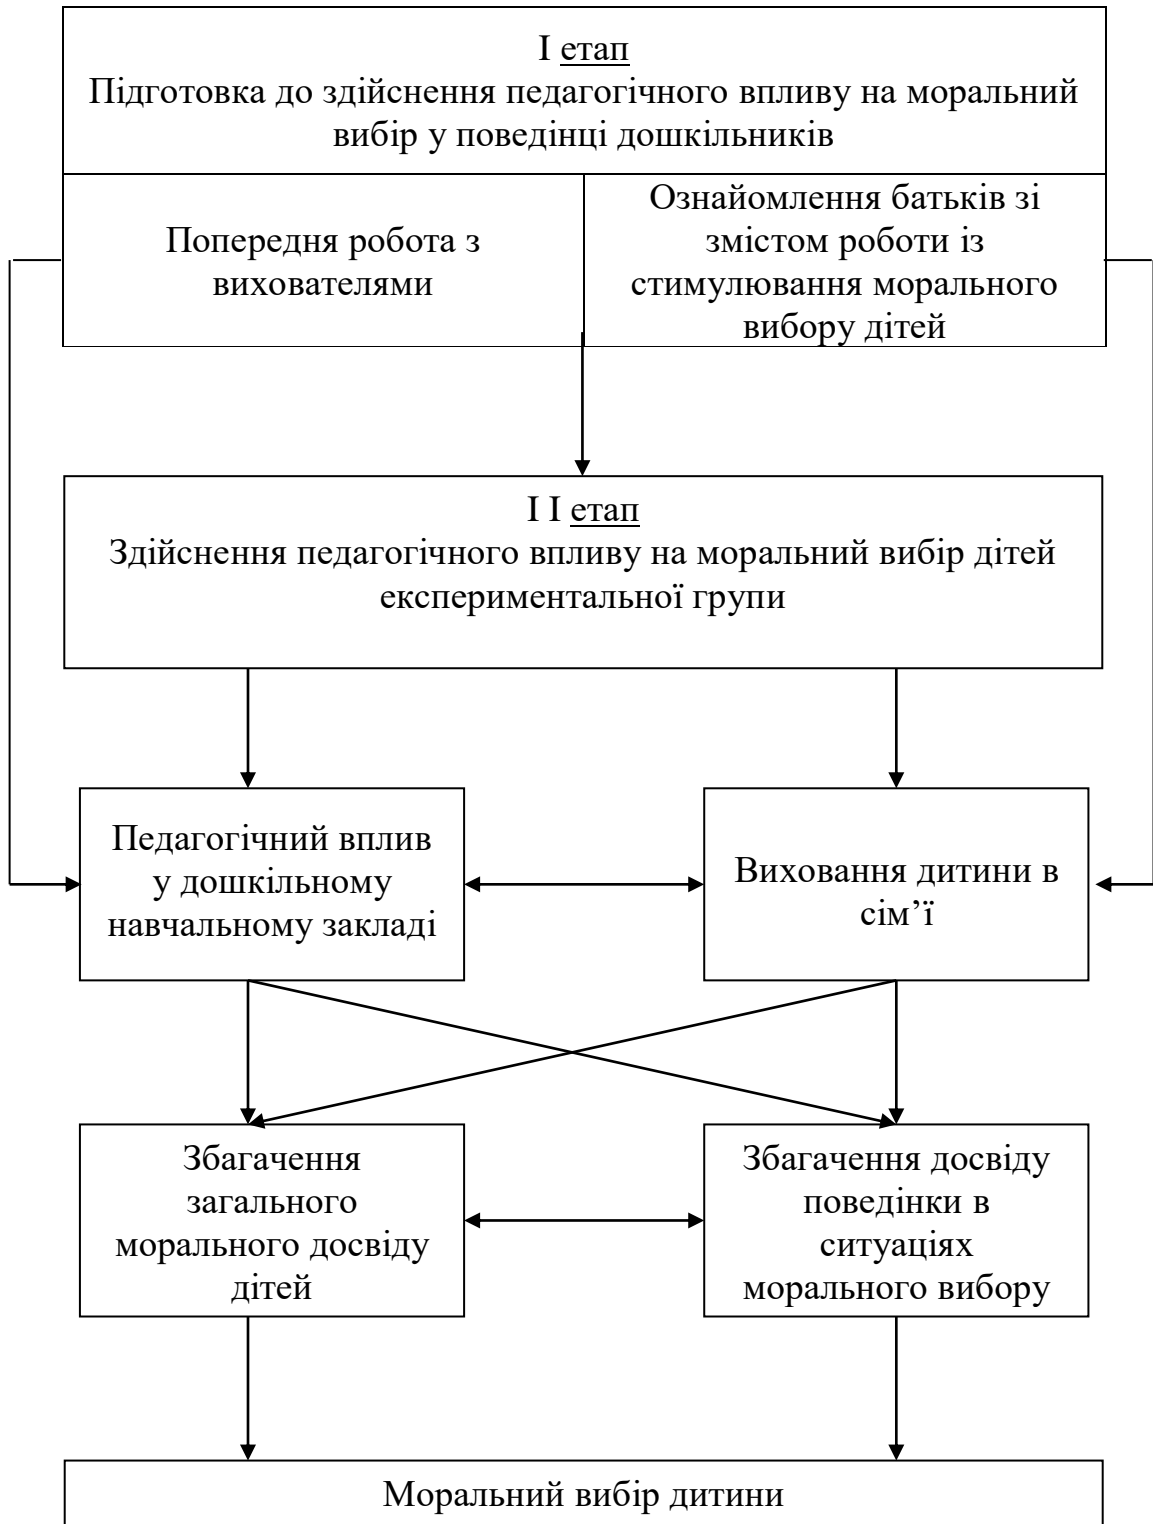 І етап
Підготовка до здійснення педагогічного впливу на моральний
вибір у поведінці дошкільників
Попередня робота з
вихователями
Ознайомлення батьків зі
змістом роботи із
стимулювання морального
вибору дітей
І І етап
Здійснення педагогічного впливу на моральний вибір дітей
експериментальної групи
Педагогічний вплив
у дошкільному
навчальному закладі
Виховання дитини в
сім’ї
Збагачення
загального
морального досвіду
дітей
Збагачення досвіду
поведінки в
ситуаціях
морального вибору
Моральний вибір дитини